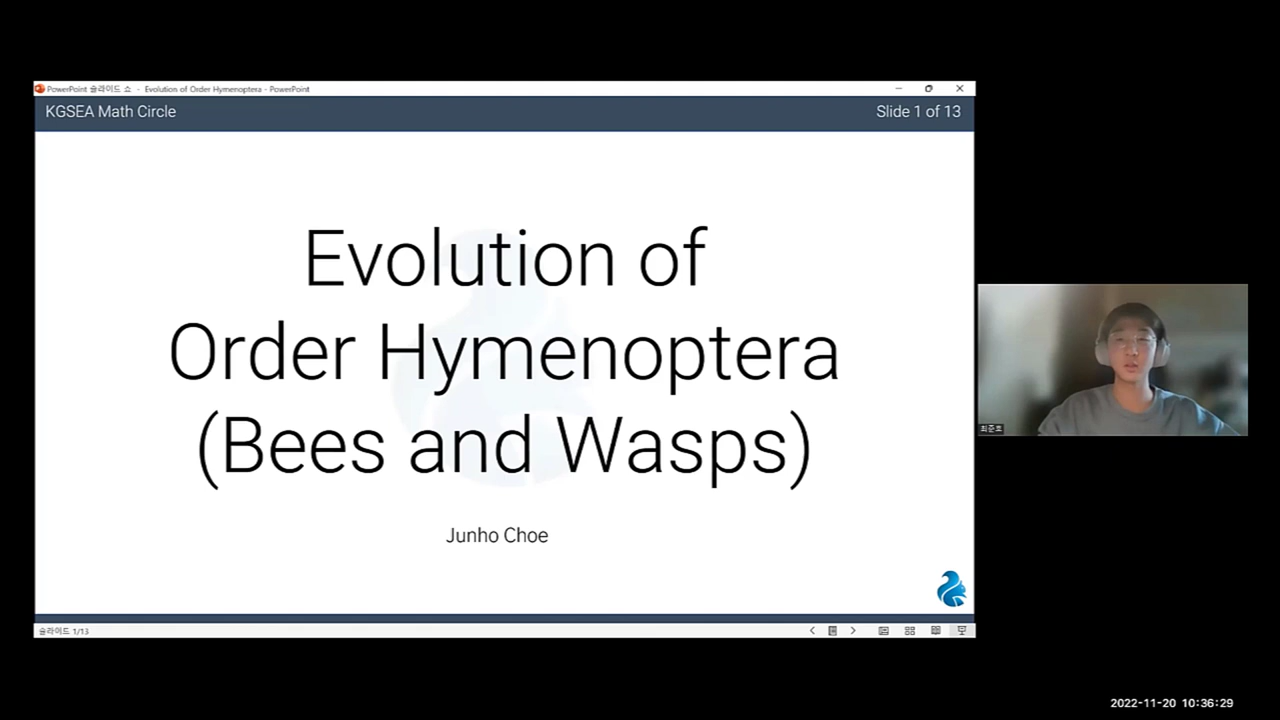 PowerPoint 슬라이드 쇼 - Evolution of Order Hymenoptera - PowerPoint
KGSEA Math Circle
Slide 1 of 13
Evolution of
Order Hymenoptera
(Bees and Wasps)
Junho Choe
최준호
슬라이드 1/13
2022-11-20 10:36:29